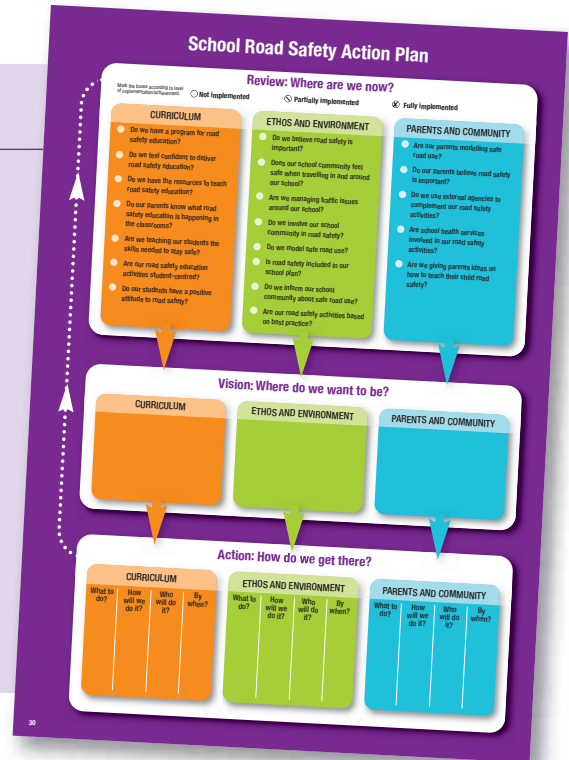 School Road Safety Action Plan
Review: Where are we now?
Mark the boxes according to level
of implementation/achievement.
Not Implemented
Partially implemented
Fully implemented
CURRICULUM
Do we have a program for road
safety education?
Do we feel confident to deliver
road safety education?
Do we have the resources to teach
road safety education?
Do our parents know what road
safety education is happening in
the classrooms?
Are we teaching our students the
skills needed to stay safe?
Are our road safety education
activities student-centred?
Do our students have a positive
attitude to road safety?
ETHOS AND ENVIRONMENT
Do we believe road safety is
important?
Does our school community feel
safe when travelling in and around
our school?
Are we managing traffic issues
around our school?
Do we involve our school
community in road safety?
Do we model safe road use?
Is road safety included in our
school plan?
Do we inform our school
community about safe road use?
Are our road safety activities based
on best practice?
PARENTS AND COMMUNITY
Are our parents modelling safe
road use?
Do our parents believe road safety
is important?
Do we use external agencies to
complement our road safety
activities?
Are school health services
involved in our road safety
activities?
Are we giving parents ideas on
how to teach their child road
safety?
Vision: Where do we want to be?
CURRICULUM
ETHOS AND ENVIRONMENT
PARENTS AND COMMUNITY
Action: How do we get there?
CURRICULUM
What to
do?
How
will we
do it?
Who
will do
it?
By
when?
ETHOS AND ENVIRONMENT
What to
do?
How
will we
do it?
Who
will do
it?
By
when?
PARENTS AND COMMUNITY
What to
do?
How
will we
do it?
Who
will do
it?
By
when?
30